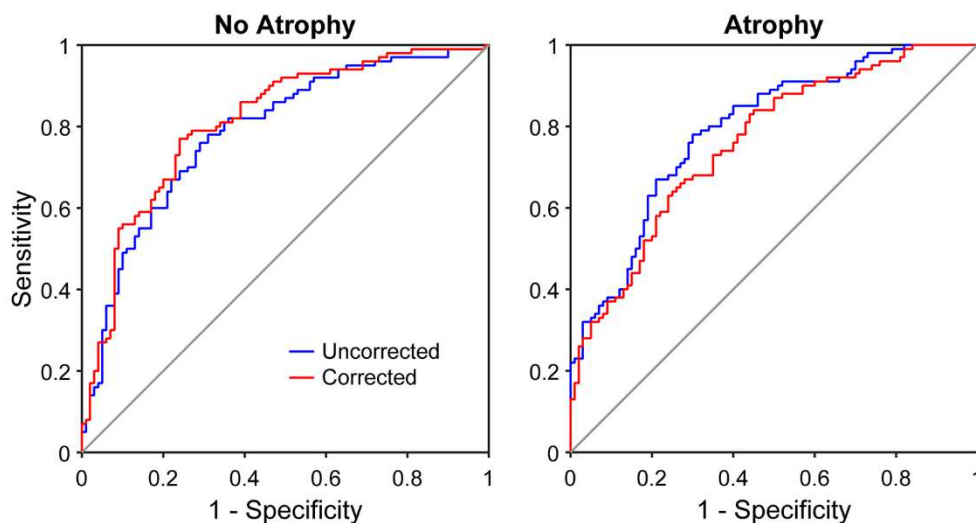 No Atrophy
Atrophy
Sensitivity
1
0.8
0.6
0.4
0.2
0
Uncorrected
Corrected
0 0.2 0.4 0.6 0.8 1
1 - Specificity
1
0.8
0.6
0.4
0.2
0
0 0.2 0.4 0.6 0.8 1
1 - Specificity